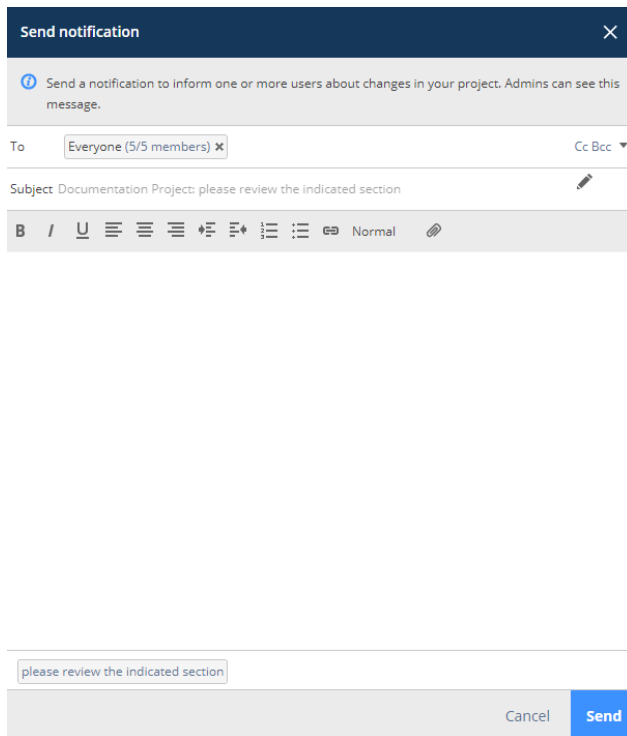 Send notification
Send a notification to inform one or more users about changes in your project. Admins can see this
message.
To Everyone (5/5 members) Cc Bcc
Subject Documentation Project: please review the indicated section
B I U Normal
please review the indicated section
Cancel Send